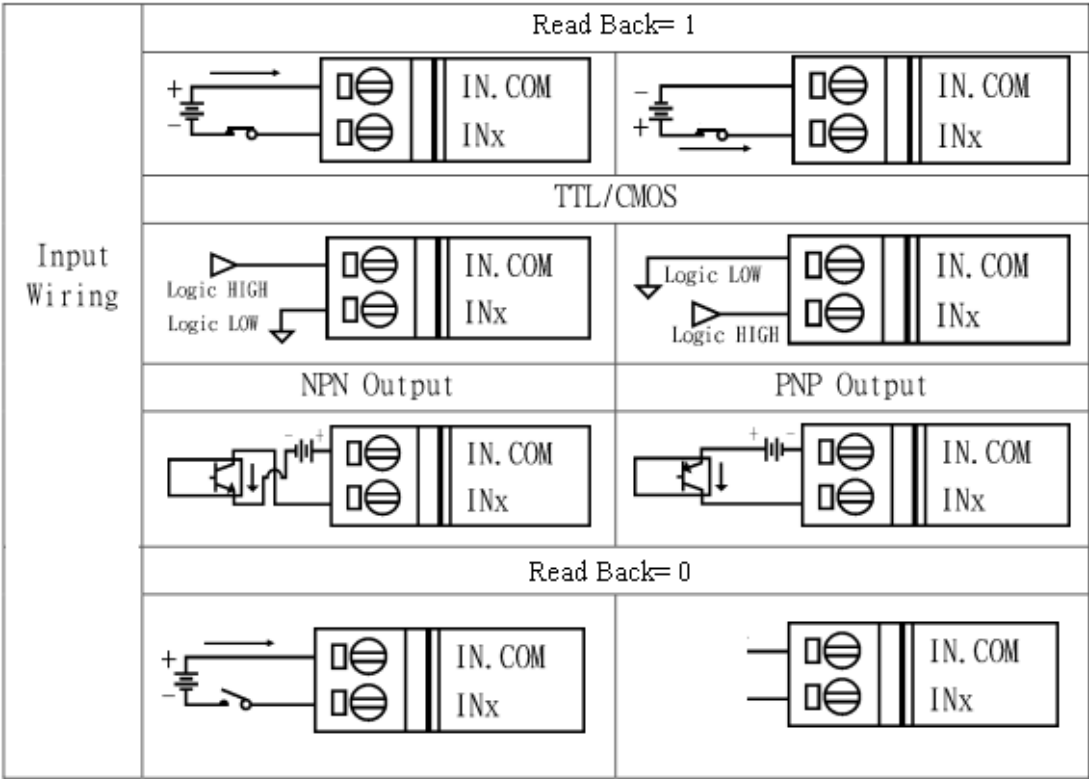 Read Back= 1
+
-
IN. COM
INx
-
+
IN. COM
INx
TTL/CMOS
Input
Wiring
Logic HIGH
Logic LOW
IN. COM
INx
Logic LOW
Logic HIGH
IN. COM
INx
NPN Output
PNP Output
- +
IN. COM
INx
+ -
IN. COM
INx
Read Back= 0
+
-
IN. COM
INx
IN. COM
INx